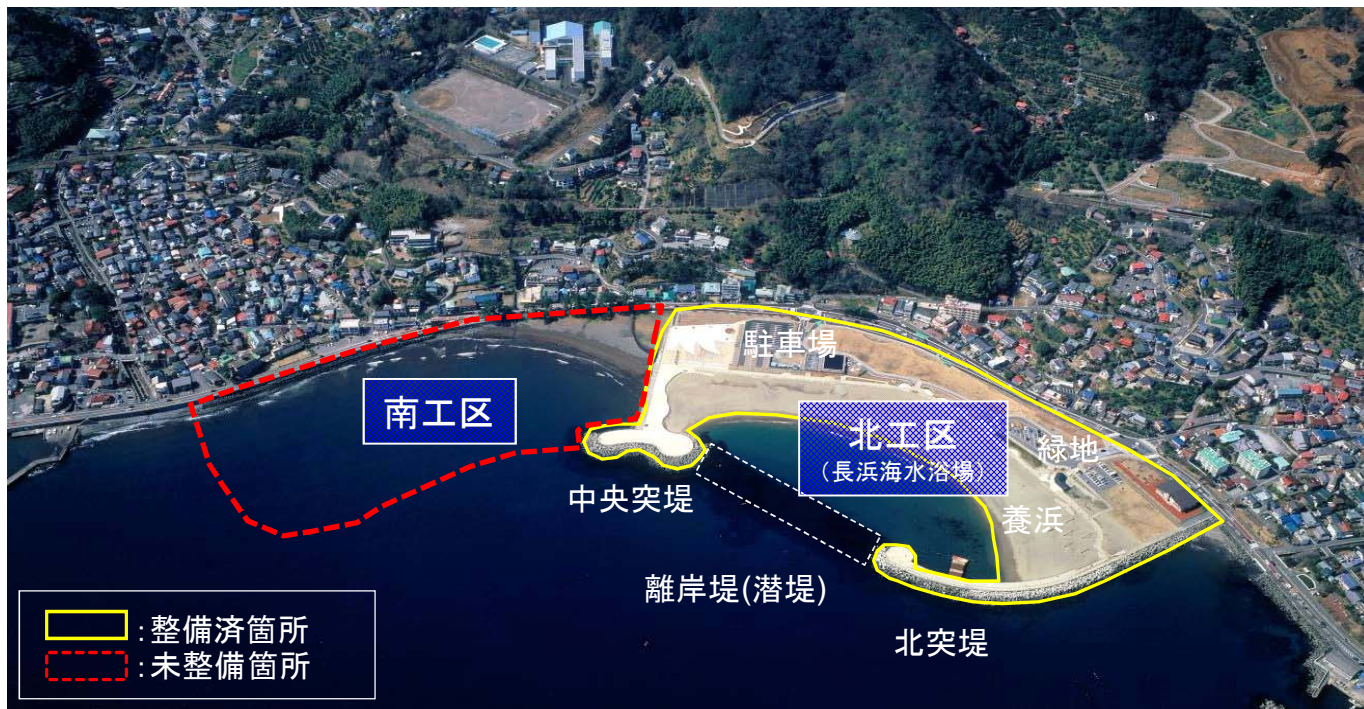 駐車場
南工区
北工区
（長浜海水浴場）
緑地
中央突堤
養浜
離岸堤(潜堤)
北突堤
：整備済箇所
：未整備箇所